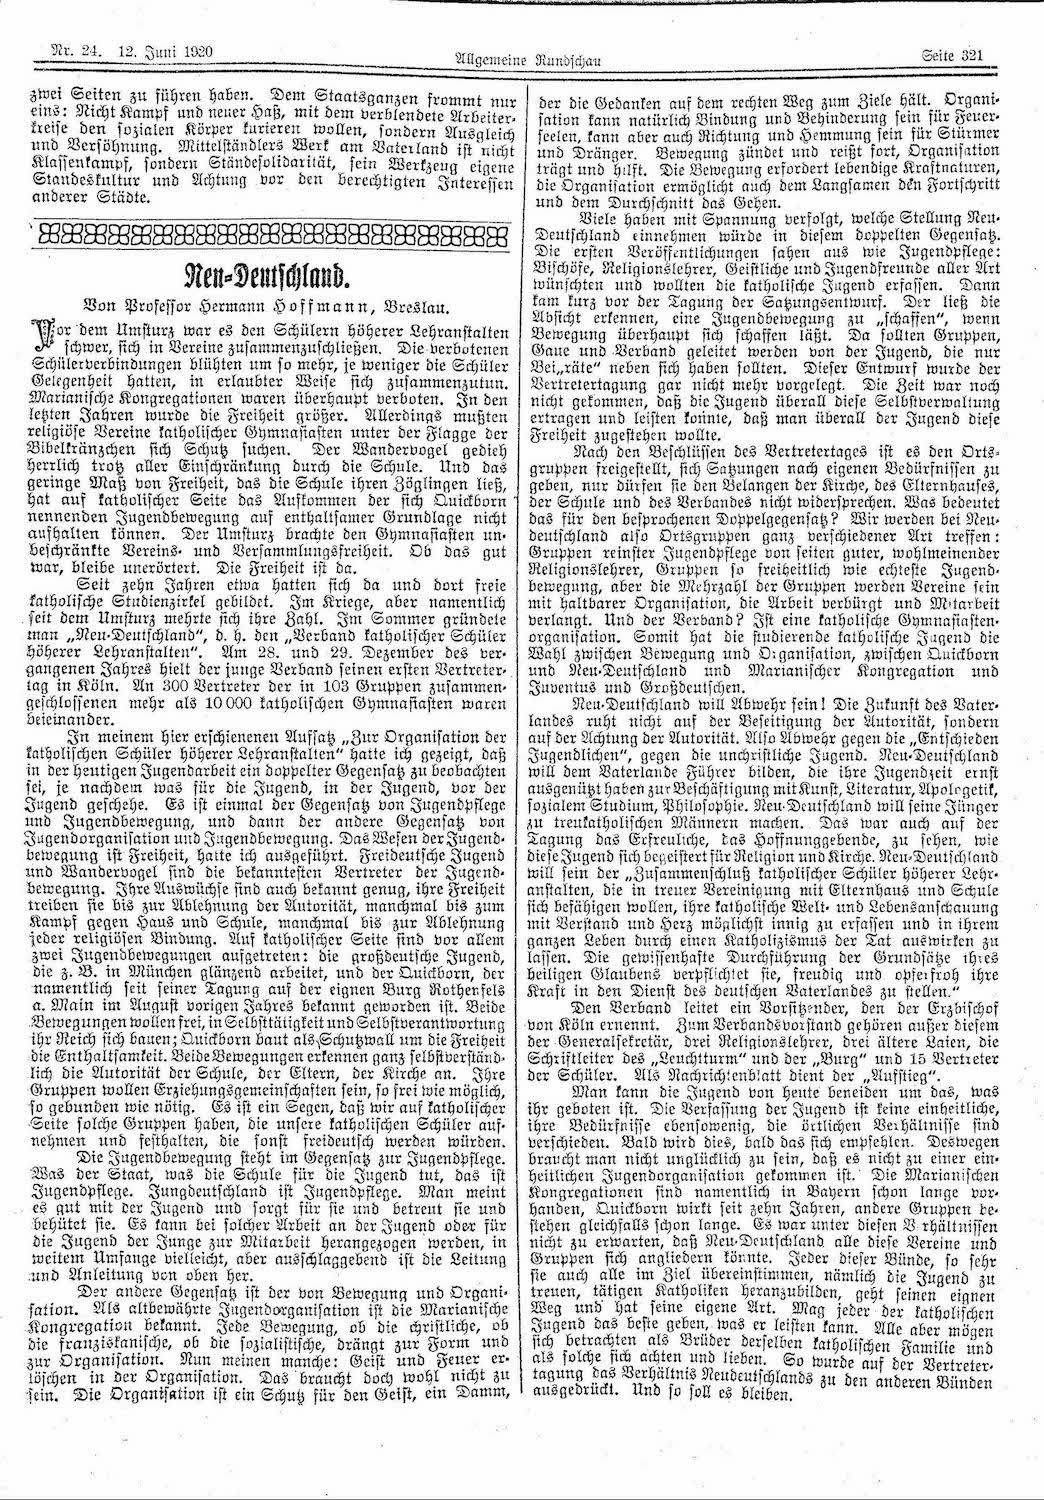 Nr. 24. 12. Juni 1920
Allgemeine Rundschau
Seite 321
zwei Seiten zu führen haben. Dem Staatsganzen frommt nur
eins: Nicht Kampf und neuer Haß, mit dem verblendete Arbeiter-
kreise den sozialen Körper kurieren wollen, sondern Ausgleich
und Versöhnung. Mittelständlers Werk am Vaterland ist nicht
Klassenkampf, sondern Ständesolidarität, sein Werkzeug eigene
Standeskultur und Achtung vor den berechtigten Interessen
anderer Städte.
Neu-Deutschland.
Von Professor Hermann Hoffmann, Breslau.
Vor dem Umsturz war es den Schülern höherer Lehranstalten
schwer, sich in Vereine zusammenzuschließen. Die verbotenen
Schülerverbindungen blühten um so mehr, je weniger die Schüler
Gelegenheit hatten, in erlaubter Weise sich zusammenzutun.
Marianische Kongregationen waren überhaupt verboten. In den
letzten Jahren wurde die Freiheit größer. Allerdings mußten
religiöse Vereine katholischer Gymnasiasten unter der Flagge der
Bibelkränzchen sich Schutz suchen. Der Wandervogel gedieh
herrlich trotz aller Einschränkung durch die Schule. Und das
geringe Maß von Freiheit, das die Schule ihren Zöglingen ließ,
hat auf katholischer Seite das Aufkommen der sich Quickborn
nennenden Jugendbewegung auf enthaltsamer Grundlage nicht
aufhalten können. Der Umsturz brachte den Gymnasiasten un-
beschränkte Vereins- und Versammlungsfreiheit. Ob das gut
war, bleibe unerörtert. Die Freiheit ist da.
Seit zehn Jahren etwa hatten sich da und dort freie
katholische Studienzirkel gebildet. Im Kriege, aber namentlich
seit dem Umsturz mehrte sich ihre Zahl. Im Sommer gründete
man „Neu-Deutschland“, d. h. den „Verband katholischer Schüler
höherer Lehranstalten“. Am 28. und 29. Dezember des ver-
gangenen Jahres hielt der junge Verband seinen ersten Vertreter-
tag in Köln. An 300 Vertreter der in 103 Gruppen zusammen-
geschlossenen mehr als 10 000 katholischen Gymnasiasten waren
beieinander.
In meinem hier erschienenen Aufsatz „Zur Organisation der
katholischen Schüler höherer Lehranstalten“ hatte ich gezeigt, daß
in der heutigen Jugendarbeit ein doppelter Gegensatz zu beobachten
sei, je nachdem was für die Jugend, in der Jugend, vor der
Jugend geschehe. Es ist einmal der Gegensatz von Jugendpflege
und Jugendbewegung, und dann der andere Gegensatz von
Jugendorganisation und Jugendbewegung. Das Wesen der Jugend-
bewegung ist Freiheit, hatte ich ausgeführt. Freideutsche Jugend
und Wandervogel sind die bekanntesten Vertreter der Jugend-
bewegung. Ihre Auswüchse sind auch bekannt genug, ihre Freiheit
treiben sie bis zur Ablehnung der Autorität, manchmal bis zum
Kampf gegen Haus und Schule, manchmal bis zur Ablehnung
jeder religiösen Bindung. Auf katholischer Seite sind vor allem
zwei Jugendbewegungen aufgetreten: die großdeutsche Jugend,
die z. B. in München glänzend arbeitet, und der Quickborn, der
namentlich seit seiner Tagung auf der eignen Burg Rothenfels
a. Main im August vorigen Jahres bekannt geworden ist. Beide
Bewegungen wollen frei, in Selbsttätigkeit und Selbstverantwortung
ihr Reich sich bauen; Quickborn baut als Schutzwall um die Freiheit
die Enthaltsamkeit. Beide Bewegungen erkennen ganz selbstverständ-
lich die Autorität der Schule, der Eltern, der Kirche an. Ihre
Gruppen wollen Erziehungsgemeinschaften sein, so frei wie möglich,
so gebunden wie nötig. Es ist ein Segen, daß wir auf katholischer
Seite solche Gruppen haben, die unsere katholischen Schüler auf-
nehmen und festhalten, die sonst freideutsch werden würden.
Die Jugendbewegung steht im Gegensatz zur Jugendpflege.
Was der Staat, was die Schule für die Jugend tut, das ist
Jugendpflege. Jungdeutschland ist Jugendpflege. Man meint
es gut mit der Jugend und sorgt für sie und betreut sie und
behütet sie. Es kann bei solcher Arbeit an der Jugend oder für
die Jugend der Junge zur Mitarbeit herangezogen werden, in
weitem Umfange vielleicht, aber ausschlaggebend ist die Leitung
und Anleitung von oben her.
Der andere Gegensatz ist der von Bewegung und Organi-
sation. Als altbewährte Jugendorganisation ist die Marianische
Kongregation bekannt. Jede Bewegung, ob die christliche, ob
die franziskanische, ob die sozialistische, drängt zur Form und
zur Organisation. Nun meinen manche: Geist und Feuer er-
löschen in der Organisation. Das braucht doch wohl nicht zu
sein. Die Organisation ist ein Schutz für den Geist, ein Damm,
der die Gedanken auf dem rechten Weg zum Ziele hält. Organi-
sation kann natürlich Bindung und Behinderung sein für Feuer-
seelen, kann aber auch Richtung und Hemmung sein für Stürmer
und Dränger. Bewegung zündet und reißt fort, Organisation
trägt und hilft. Die Bewegung erfordert lebendige Kraftnaturen,
die Organisation ermöglicht auch dem Langsamen den Fortschritt
und dem Durchschnitt das Gehen.
Viele haben mit Spannung verfolgt, welche Stellung Neu-
Deutschland einnehmen würde in diesem doppelten Gegensatz.
Die ersten Veröffentlichungen sahen aus wie Jugendpflege:
Bischöfe, Religionslehrer, Geistliche und Jugendfreunde aller Art
wünschten und wollten die katholische Jugend erfassen. Dann
kam kurz vor der Tagung der Satzungsentwurf. Der ließ die
Absicht erkennen, eine Jugendbewegung zu „schaffen“, wenn
Bewegung überhaupt sich schaffen läßt. Da sollten Gruppen,
Gaue und Verband geleitet werden von der Jugend, die nur
Bei„räte“ neben sich haben sollten. Dieser Entwurf wurde der
Vertretertagung gar nicht mehr vorgelegt. Die Zeit war noch
nicht gekommen, daß die Jugend überall diese Selbstverwaltung
ertragen und leisten konnte, daß man überall der Jugend diese
Freiheit zugestehen wollte.
Nach den Beschlüssen des Vertretertages ist es den Orts-
gruppen freigestellt, sich Satzungen nach eigenen Bedürfnissen zu
geben, nur dürfen sie den Belangen der Kirche, des Elternhauses,
der Schule und des Verbandes nicht widersprechen. Was bedeutet
das für den besprochenen Doppelgegensatz? Wir werden bei Neu-
deutschland also Ortsgruppen ganz verschiedener Art treffen:
Gruppen reinster Jugendpflege von seiten guter, wohlmeinender
Religionslehrer, Gruppen so freiheitlich wie echteste Jugend-
bewegung, aber die Mehrzahl der Gruppen werden Vereine sein
mit haltbarer Organisation, die Arbeit verbürgt und Mitarbeit
verlangt. Und der Verband? Ist eine katholische Gymnasiasten-
organisation. Somit hat die studierende katholische Jugend die
Wahl zwischen Bewegung und Organisation, zwischen Quickborn
und Neu-Deutschland und Marianischer Kongregation und
Juventus und Großdeutschen.
Neu-Deutschland will Abwehr sein! Die Zukunft des Vater-
landes ruht nicht auf der Beseitigung der Autorität, sondern
auf der Achtung der Autorität. Also Abwehr gegen die „Entschieden
Jugendlichen“, gegen die unchristliche Jugend. Neu-Deutschland
will dem Vaterlande Führer bilden, die ihre Jugendzeit ernst
ausgenützt haben zur Beschäftigung mit Kunst, Literatur, Apologetik,
sozialem Studium, Philosophie. Neu-Deutschland will seine Jünger
zu treukatholischen Männern machen. Das war auch auf der
Tagung das Erfreuliche, das Hoffnunggebende, zu sehen, wie
diese Jugend sich begeistert für Religion und Kirche. Neu-Deutschland
will sein der „Zusammenschluß katholischer Schüler höherer Lehr-
anstalten, die in treuer Vereinigung mit Elternhaus und Schule
sich befähigen wollen, ihre katholische Welt- und Lebensanschauung
mit Verstand und Herz möglichst innig zu erfassen und in ihrem
ganzen Leben durch einen Katholizismus der Tat auswirken zu
lassen. Die gewissenhafte Durchführung der Grundsätze ihres
heiligen Glaubens verpflichtet sie, freudig und opferfroh ihre
Kraft in den Dienst des deutschen Vaterlandes zu stellen.“
Den Verband leitet ein Vorsitzender, den der Erzbischof
von Köln ernennt. Zum Verbandsvorstand gehören außer diesem
der Generalsekretär, drei Religionslehrer, drei ältere Laien, die
Schriftleiter des „Leuchtturm“ und der „Burg“ und 15 Vertreter
der Schüler. Als Nachrichtenblatt dient der „Aufstieg“.
Man kann die Jugend von heute beneiden um das, was
ihr geboten ist. Die Verfassung der Jugend ist keine einheitliche,
ihre Bedürfnisse ebensowenig, die örtlichen Verhältnisse sind
verschieden. Bald wird dies, bald das sich empfehlen. Deswegen
braucht man nicht unglücklich zu sein, daß es nicht zu einer ein-
heitlichen Jugendorganisation gekommen ist. Die Marianischen
Kongregationen sind namentlich in Bayern schon lange vor-
handen, Quickborn wirkt seit zehn Jahren, andere Gruppen be-
stehen gleichfalls schon lange. Es war unter diesen V rhältnissen
nicht zu erwarten, daß Neu-Deutschland alle diese Vereine und
Gruppen sich angliedern könnte. Jeder dieser Bünde, so sehr
sie auch alle im Ziel übereinstimmen, nämlich die Jugend zu
treuen, tätigen Katholiken heranzubilden, geht seinen eignen
Weg und hat seine eigene Art. Mag jeder der katholischen
Jugend das beste geben, was er leisten kann. Alle aber mögen
sich betrachten als Brüder derselben katholischen Familie und
als solche sich achten und lieben. So wurde auf der Vertreter-
tagung das Verhältnis Neudeutschlands zu den anderen Bünden
ausgedrückt. Und so soll es bleiben.